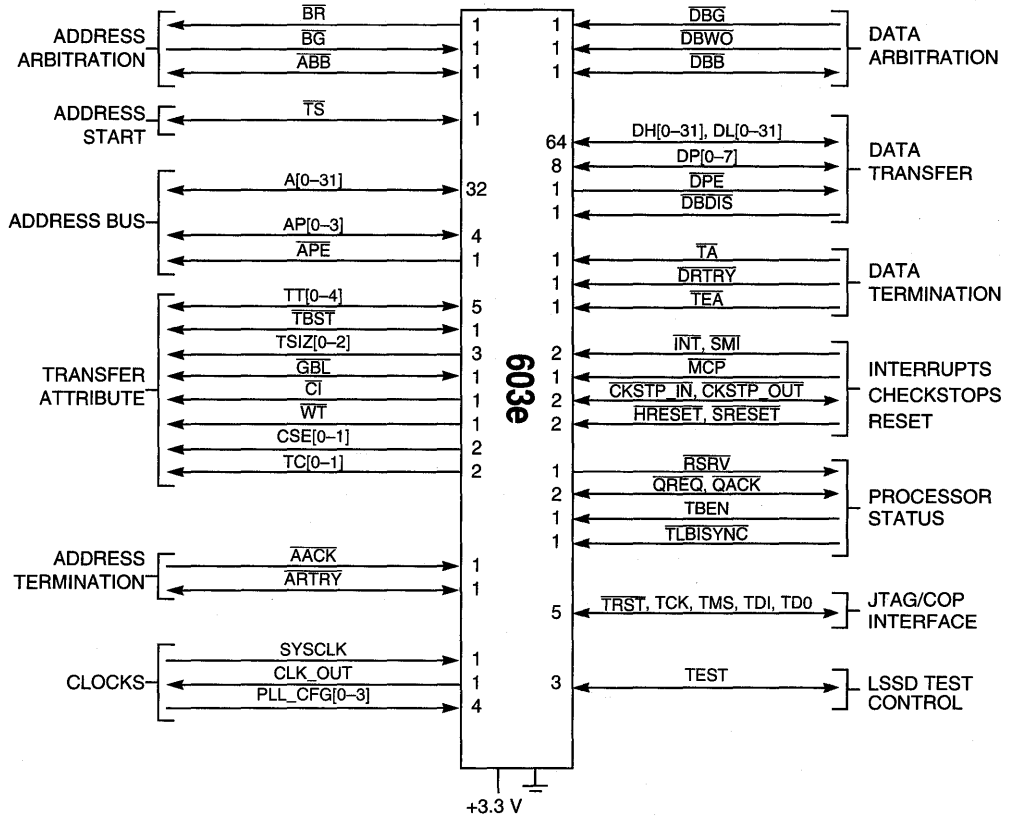 ADDRESS
ARBITRATION
BR 1
BG 1
ABB 1
ADDRESS
START
TS 1
ADDRESS BUS
A[0–31] 32
AP[0–3] 4
APE 1
TRANSFER
ATTRIBUTE
TT[0–4] 5
TBST 1
TSIZ[0–2] 3
GBL 1
CI 1
WT 1
CSE[0–1] 2
TC[0–1] 2
ADDRESS
TERMINATION
AACK 1
ARTRY 1
CLOCKS
SYSCLK 1
CLK_OUT 1
PLL_CFG[0–3] 4
603e
+3.3 V
1 DBG
1 DBWO
1 DBB
DATA
ARBITRATION
64 DH[0–31], DL[0–31]
8 DP[0–7]
1 DPE
1 DBDIS
DATA
TRANSFER
1 TA
1 DRTRY
1 TEA
DATA
TERMINATION
2 INT, SMI
1 MCP
2 CKSTP_IN, CKSTP_OUT
2 HRESET, SRESET
INTERRUPTS
CHECKSTOPS
RESET
1 RSRV
2 QREQ, QACK
1 TBEN
1 TLBISYNC
PROCESSOR
STATUS
5 TRST, TCK, TMS, TDI, TD0
JTAG/COP
INTERFACE
3 TEST
LSSD TEST
CONTROL